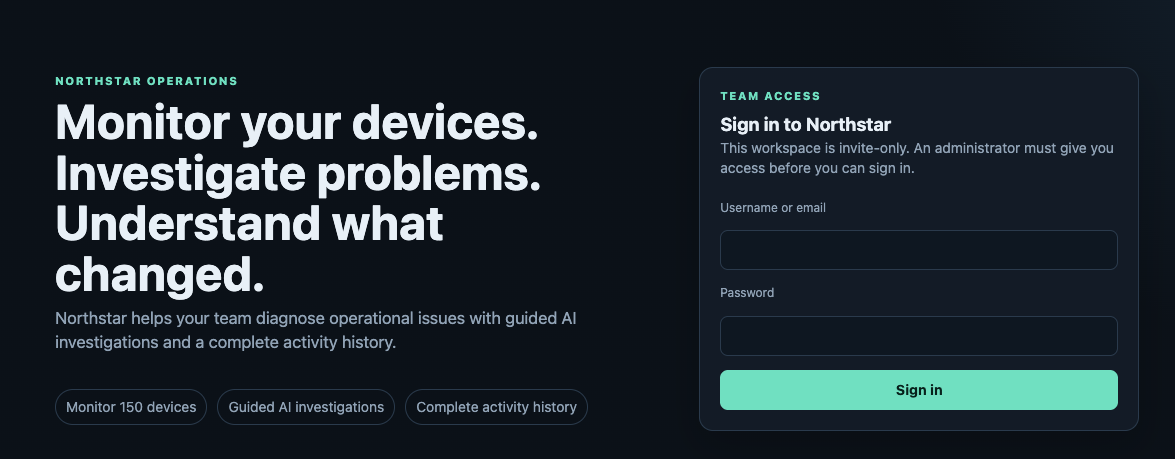 NORTHSTAR OPERATIONS
Monitor your devices.
Investigate problems.
Understand what
changed.
Northstar helps your team diagnose operational issues with guided AI
investigations and a complete activity history.
Monitor 150 devices
Guided AI investigations
Complete activity history
TEAM ACCESS
Sign in to Northstar
This workspace is invite-only. An administrator must give you
access before you can sign in.
Username or email
Password
Sign in